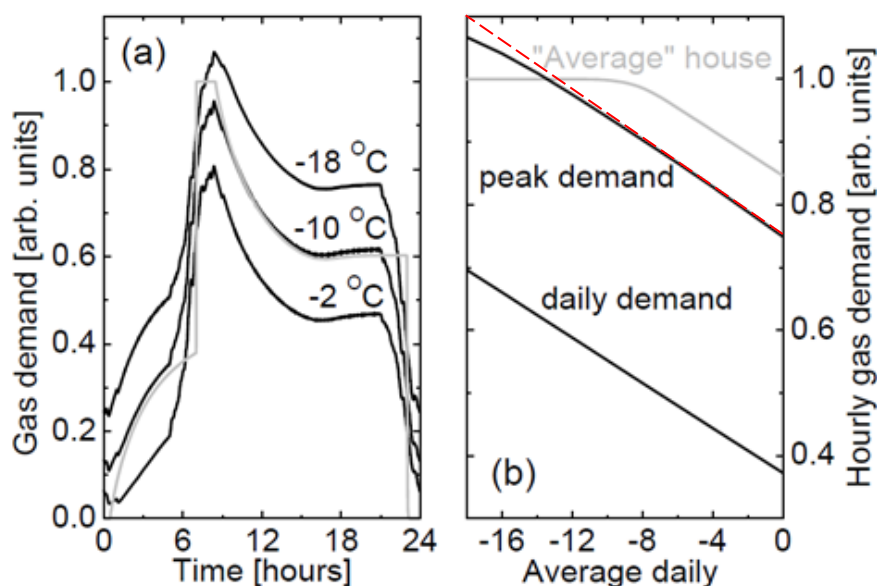 (a)
Gas demand [arb. units]
1.0
0.8
0.6
0.4
0.2
0.0
-18 °C
-10 °C
-2 °C
0 6 12 18 24
Time [hours]
"Average" house
peak demand
daily demand
(b)
1.0
0.8
0.6
0.4
Hourly gas demand [arb. units]
-16 -12 -8 -4 0
Average daily